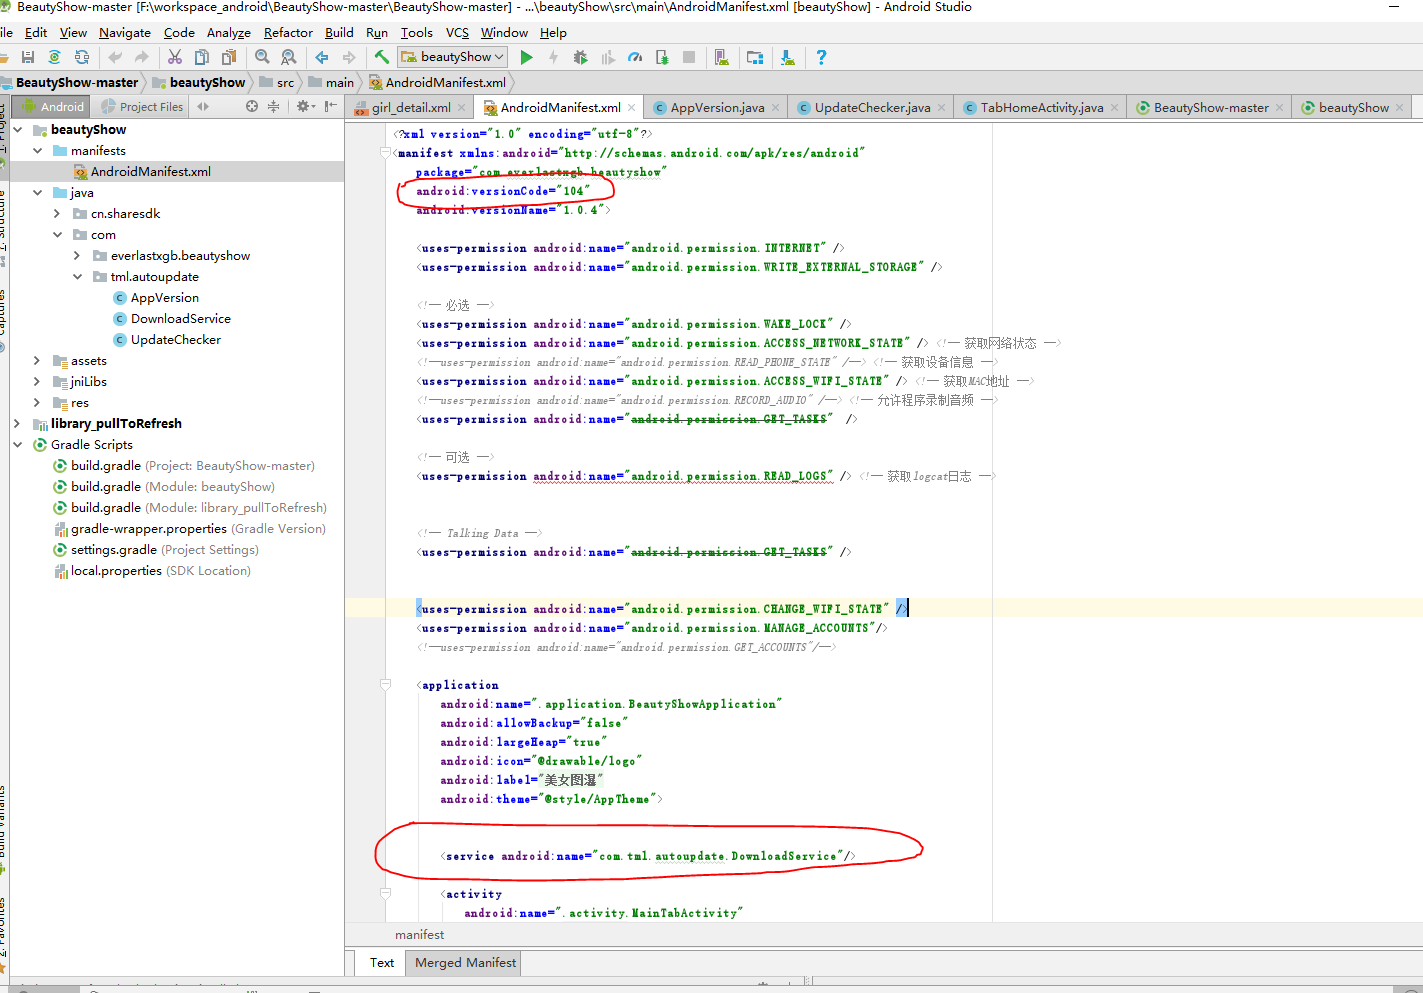 BeautyShow-master [F:\workspace_android\BeautyShow-master\BeautyShow-master] - ...\beautyShow\src\main\AndroidManifest.xml [beautyShow] - Android Studio
ile Edit View Navigate Code Analyze Refactor Build Run Tools VCS Window Help
beautyShow
BeautyShow-master beautyShow src main AndroidManifest.xml
Android Project Files
girl_detail.xml AndroidManifest.xml AppVersion.java UpdateChecker.java TabHomeActivity.java BeautyShow-master beautyShow
beautyShow
manifests
AndroidManifest.xml
java
cn.sharesdk
com
everlastxgb.beautyshow
tml.autoupdate
AppVersion
DownloadService
UpdateChecker
assets
jniLibs
res
library_pullToRefresh
Gradle Scripts
build.gradle (Project: BeautyShow-master)
build.gradle (Module: beautyShow)
build.gradle (Module: library_pullToRefresh)
gradle-wrapper.properties (Gradle Version)
settings.gradle (Project Settings)
local.properties (SDK Location)
1: Project
Z: Structure
Captures
Build Variants
2: Favorites
<?xml version="1.0" encoding="utf-8"?>
<manifest xmlns:android="http://schemas.android.com/apk/res/android"
package="com.everlastxgb.beautyshow"
android:versionCode="104"
android:versionName="1.0.4">
<uses-permission android:name="android.permission.INTERNET" />
<uses-permission android:name="android.permission.WRITE_EXTERNAL_STORAGE" />
<!-- 必选 -->
<uses-permission android:name="android.permission.WAKE_LOCK" />
<uses-permission android:name="android.permission.ACCESS_NETWORK_STATE" /> <!-- 获取网络状态 -->
<!--uses-permission android:name="android.permission.READ_PHONE_STATE" /--> <!-- 获取设备信息 -->
<uses-permission android:name="android.permission.ACCESS_WIFI_STATE" /> <!-- 获取MAC地址 -->
<!--uses-permission android:name="android.permission.RECORD_AUDIO" /--> <!-- 允许程序录制音频 -->
<uses-permission android:name="android.permission.GET_TASKS" />
<!-- 可选 -->
<uses-permission android:name="android.permission.READ_LOGS" /> <!-- 获取logcat日志 -->
<!-- Talking Data -->
<uses-permission android:name="android.permission.GET_TASKS" />
<uses-permission android:name="android.permission.CHANGE_WIFI_STATE" />
<uses-permission android:name="android.permission.MANAGE_ACCOUNTS"/>
<!--uses-permission android:name="android.permission.GET_ACCOUNTS"/-->
<application
android:name=".application.BeautyShowApplication"
android:allowBackup="false"
android:largeHeap="true"
android:icon="@drawable/logo"
android:label="美女图瀑"
android:theme="@style/AppTheme">
<service android:name="com.tml.autoupdate.DownloadService"/>
<activity
android:name=".activity.MainTabActivity"
manifest
Text Merged Manifest